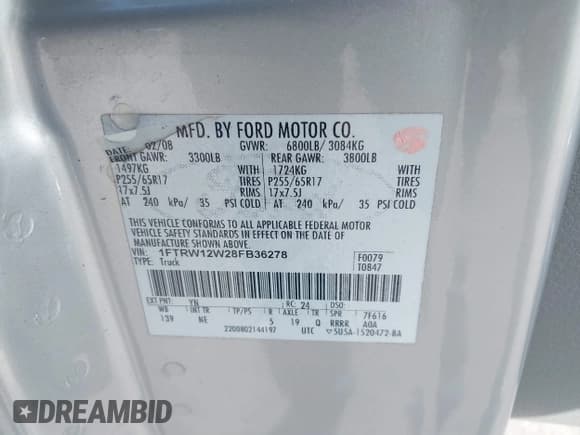 MFD. BY FORD MOTOR CO.
DATE: 02/08 GVWR: 6800LB/ 3084KG
FRONT GAWR: 3300LB REAR GAWR: 3800LB
1497KG WITH 1724KG WITH
P255/65R17 TIRES P255/65R17 TIRES
17x7.5J RIMS 17x7.5J RIMS
AT 240 kPa/ 35 PSI COLD AT 240 kPa/ 35 PSI COLD
THIS VEHICLE CONFORMS TO ALL APPLICABLE FEDERAL MOTOR
VEHICLE SAFETY STANDARDS IN EFFECT ON THE DATE OF
MANUFACTURE SHOWN ABOVE.
VIN: 1FTRW12W28FB36278 F0079
TYPE: Truck T0847
EXT PNT: YN RC: 24 DSO:
WB INT TR TP/PS R AXLE TR SPR 7F616
139 NE 5 19 Q RRRR AOA
2200802144197 UTC 5U5A-1520472-BA
DREAMBID